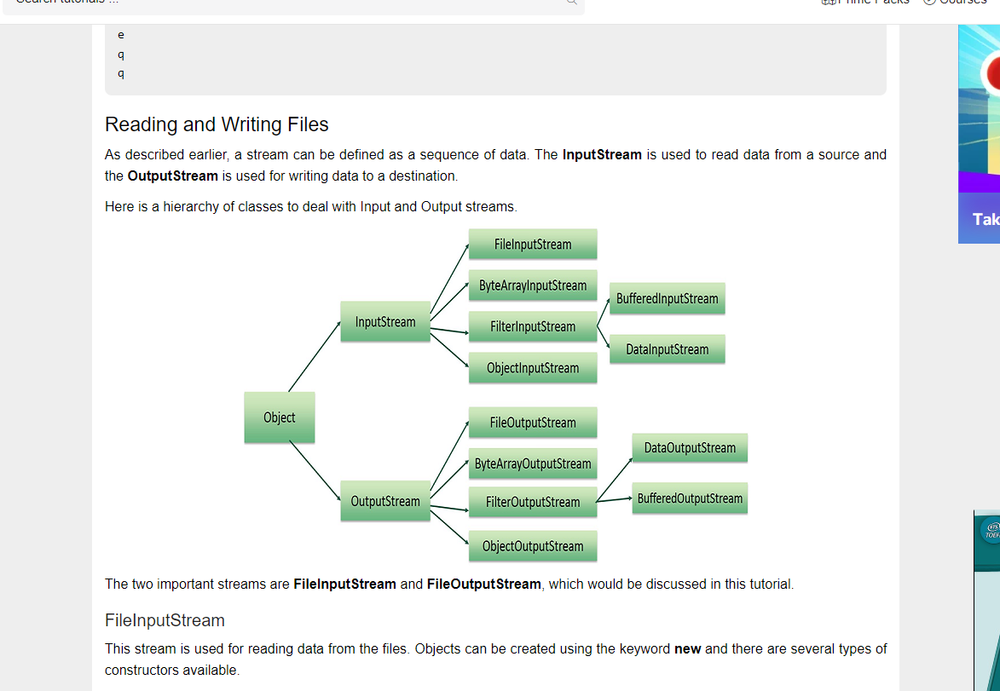 Search tutorials ...
Prime Packs
Courses
e
q
q
Reading and Writing Files
As described earlier, a stream can be defined as a sequence of data. The InputStream is used to read data from a source and
the OutputStream is used for writing data to a destination.
Here is a hierarchy of classes to deal with Input and Output streams.
FileInputStream
ByteArrayInputStream
BufferedInputStream
InputStream
FilterInputStream
DataInputStream
ObjectInputStream
Object
FileOutputStream
DataOutputStream
ByteArrayOutputStream
OutputStream
FilterOutputStream
BufferedOutputStream
ObjectOutputStream
The two important streams are FileInputStream and FileOutputStream, which would be discussed in this tutorial.
FileInputStream
This stream is used for reading data from the files. Objects can be created using the keyword new and there are several types of
constructors available.
Tak
ETS